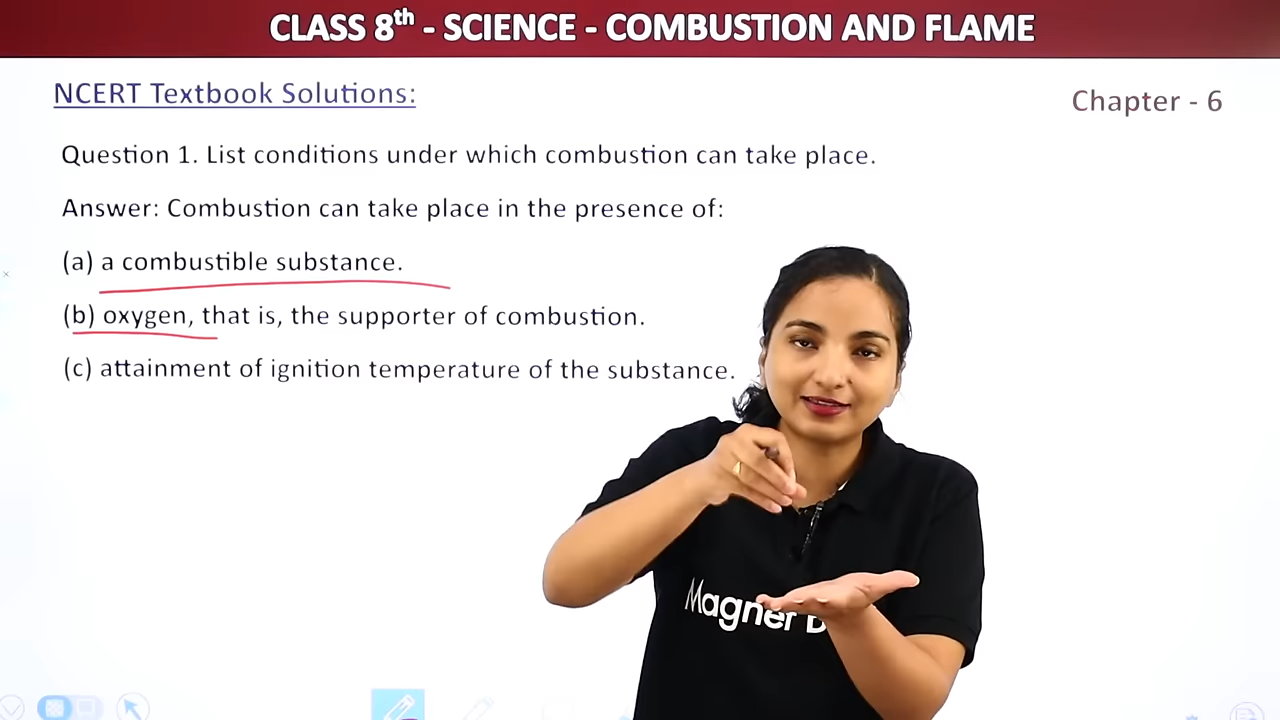 CLASS 8th - SCIENCE - COMBUSTION AND FLAME
NCERT Textbook Solutions:
Chapter - 6
Question 1. List conditions under which combustion can take place.
Answer: Combustion can take place in the presence of:
(a) a combustible substance.
(b) oxygen, that is, the supporter of combustion.
(c) attainment of ignition temperature of the substance.
Magnet